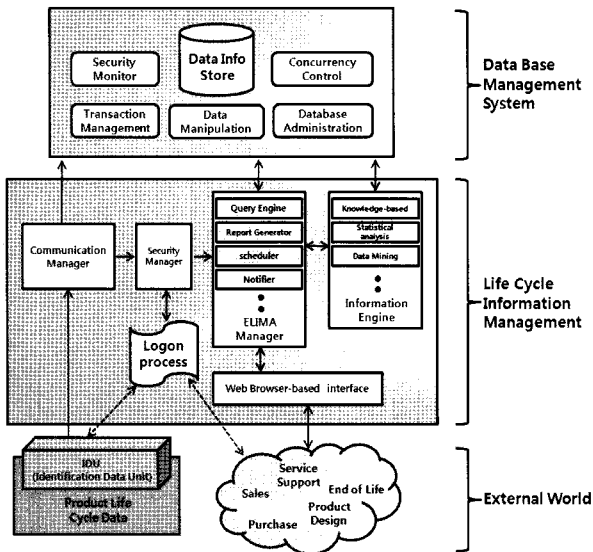 Security
Monitor
Data Info
Store
Concurrency
Control
Transaction
Management
Data
Manipulation
Database
Administration
Data Base
Management
System
Communication
Manager
Security
Manager
Query Engine
Report Generator
scheduler
Notifier
ELIMA
Manager
Knowledge-based
Statistical
analysis
Data Mining
Information
Engine
Life Cycle
Information
Management
Logon
process
Web Browser-based interface
IDU
(Identification Data Unit)
Product Life
Cycle Data
Service
Support
Sales
End of Life
Product
Design
Purchase
External World